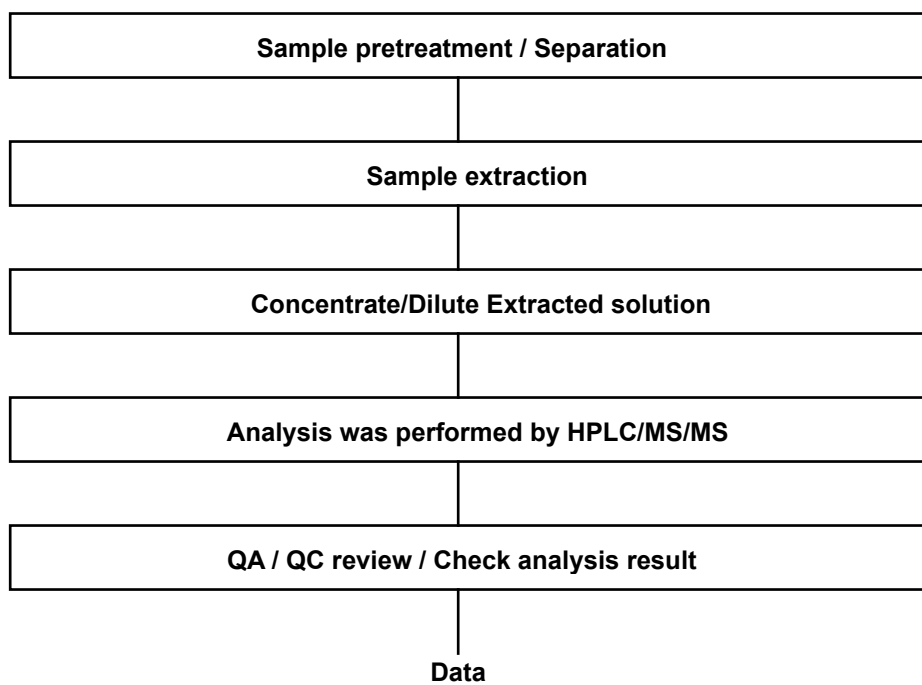 Sample pretreatment / Separation
Sample extraction
Concentrate/Dilute Extracted solution
Analysis was performed by HPLC/MS/MS
QA / QC review / Check analysis result
Data